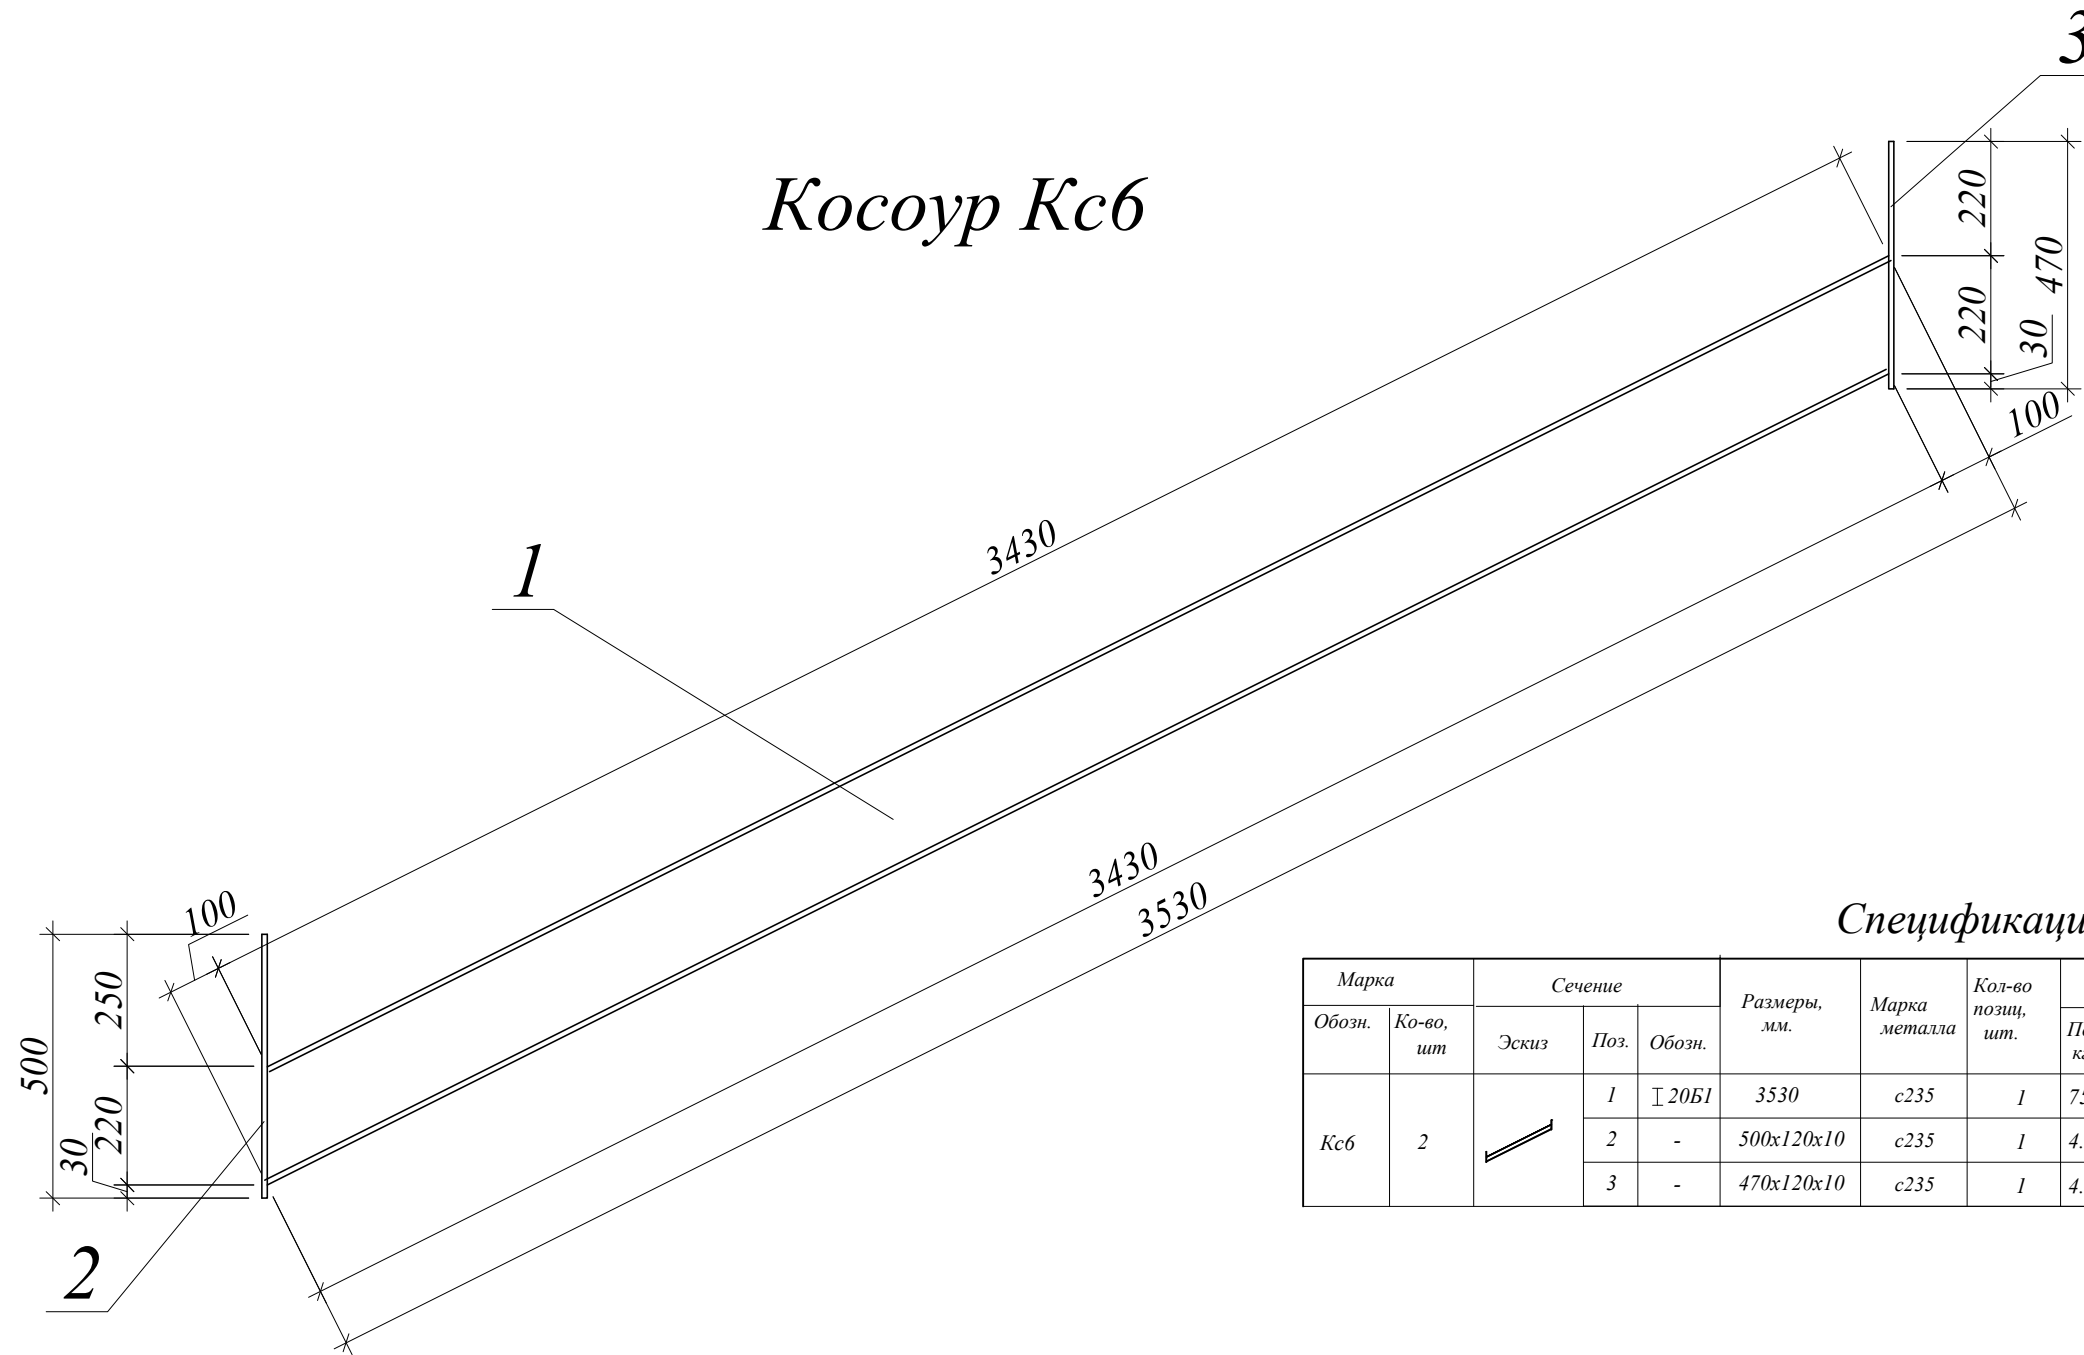 3
Косоур Кс6
220
220
470
30
100
3430
1
3430
3530
100
250
500
220
30
2
Марка
Сечение
Размеры,
мм.
Марка
металла
Кол-во
позиц,
шт.
Обозн.
Ко-во,
шт
Эскиз
Поз.
Обозн.
Кс6
2
1
20Б1
3530
с235
1
2
-
500х120х10
с235
1
3
-
470х120х10
с235
1